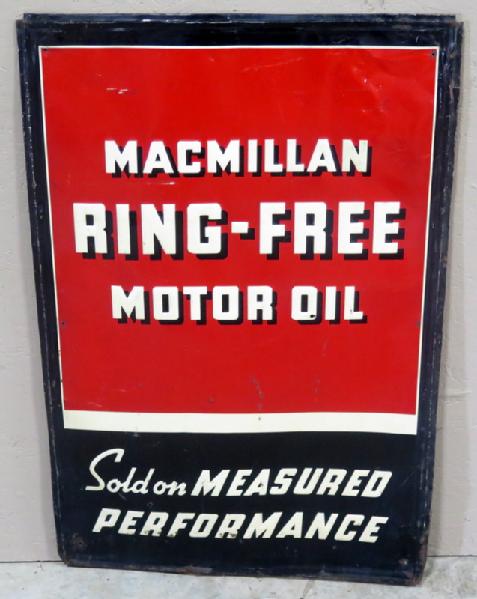 MACMILLAN
RING-FREE
MOTOR OIL
Sold on MEASURED
PERFORMANCE